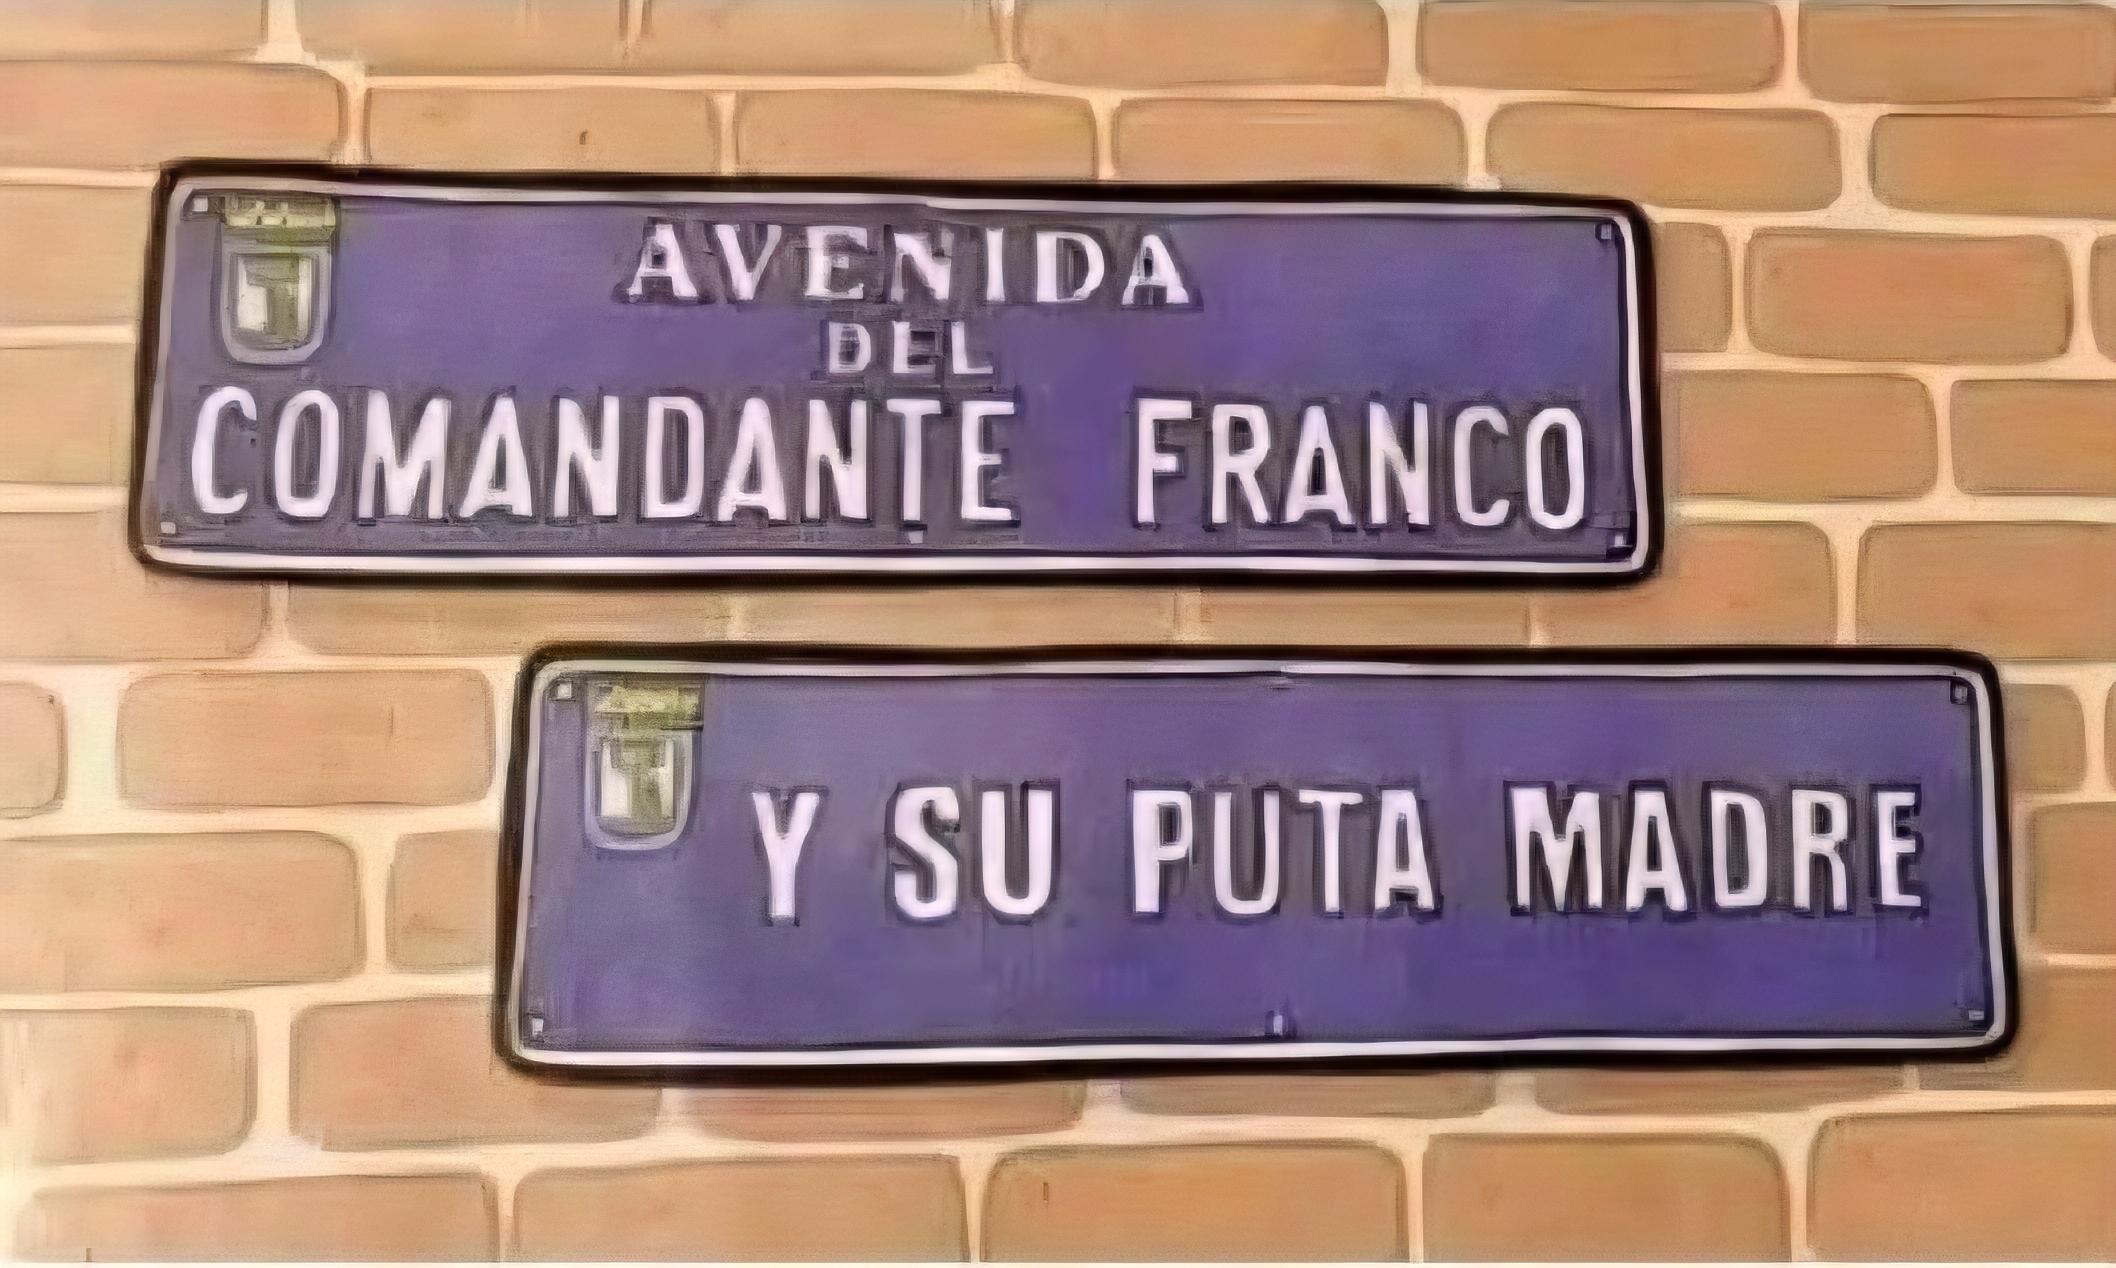 AVENIDA
DEL
COMANDANTE FRANCO
Y SU PUTA MADRE